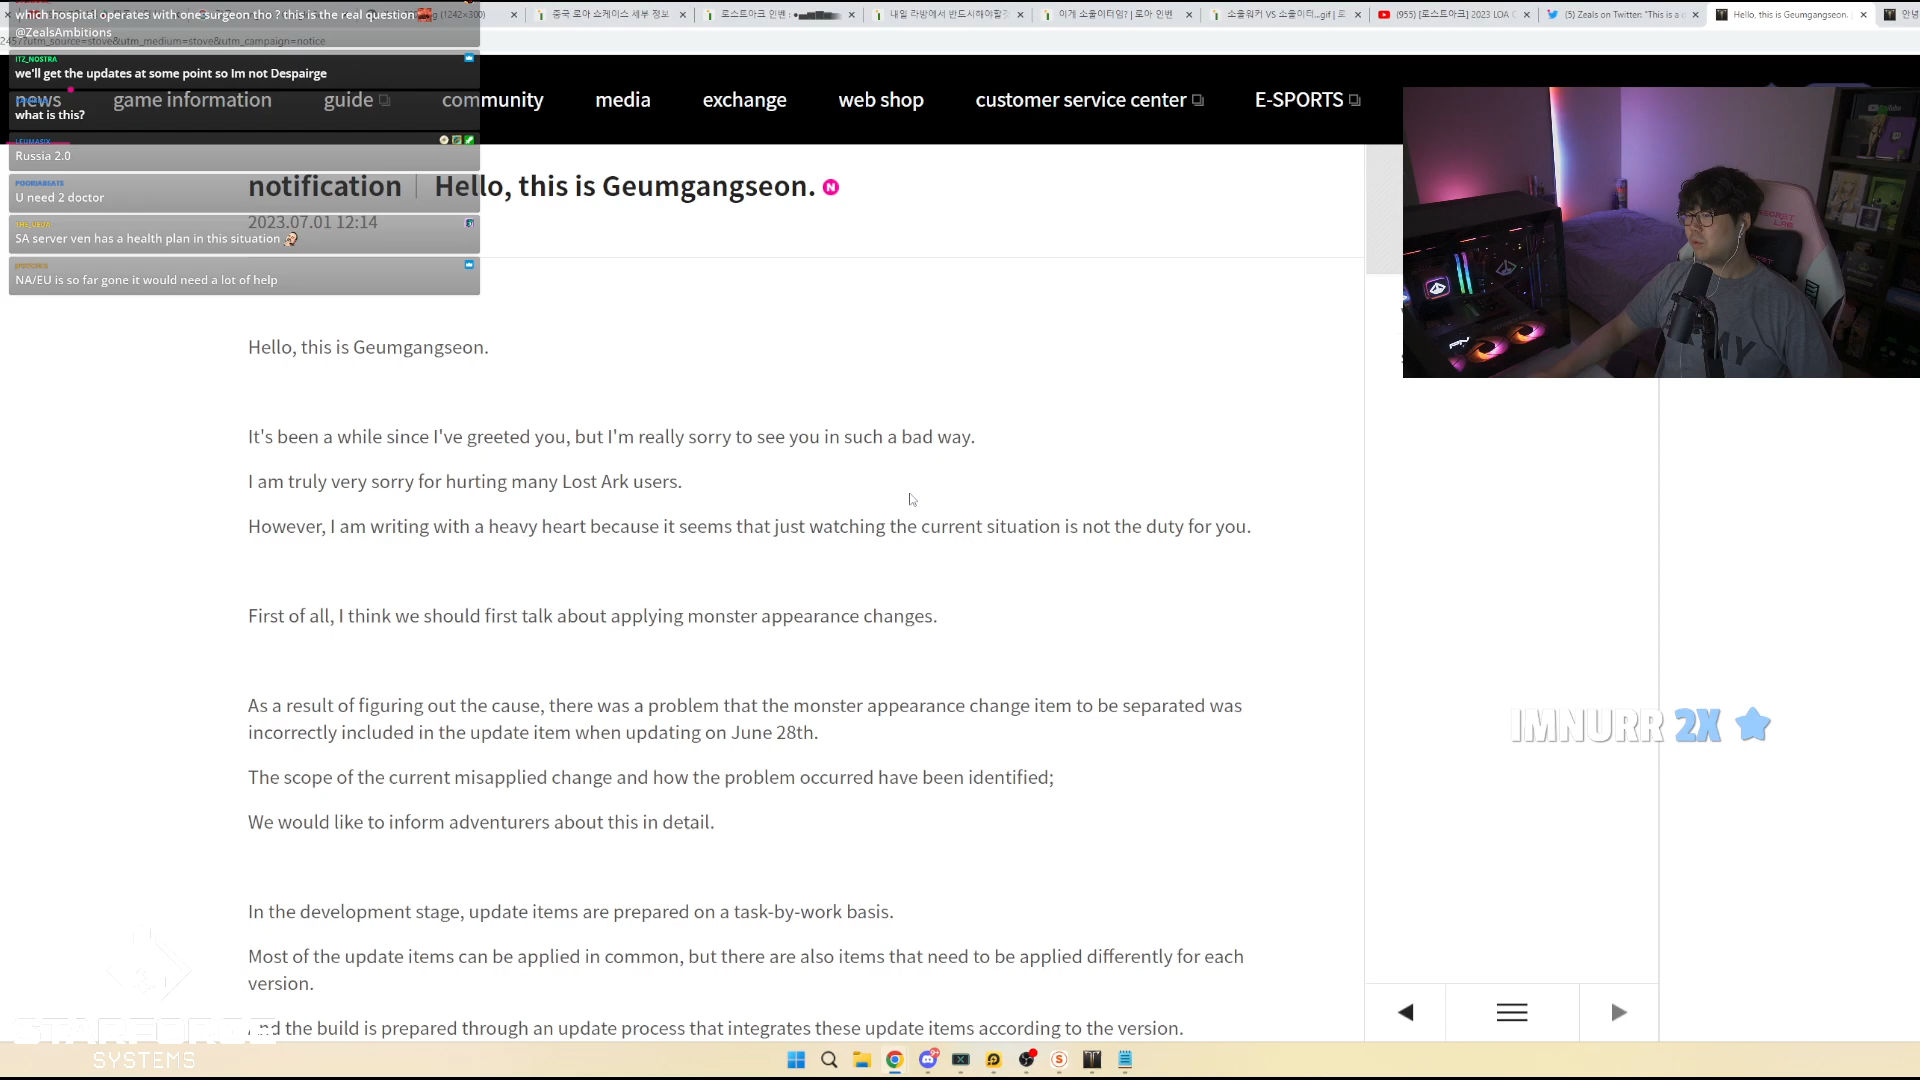 which hospital operates with one surgeon tho ? this is the real question
@ZealsAmbitions
ITZ_NOSTRA
we'll get the updates at some point so Im not Despairge
what is this?
LEUMASIX
Russia 2.0
U need 2 doctor
SA server ven has a health plan in this situation
NA/EU is so far gone it would need a lot of help
(1242×300)
중국 로아 쇼케이스 세부 정보
로스트아크 인벤 :
내일 라방에서 반드시해야할
이게 소울이터임? | 로아 인벤
소울워커 VS 소울이터...gif | 로
(955) [로스트아크] 2023 LOA
(5) Zeals on Twitter: "This is a
Hello, this is Geumgangseon.
안녕
2457?utm_source=stove&utm_medium=stove&utm_campaign=notice
news
game information
guide
community
media
exchange
web shop
customer service center
E-SPORTS
notification
Hello, this is Geumgangseon. N
2023.07.01 12:14
Hello, this is Geumgangseon.
It's been a while since I've greeted you, but I'm really sorry to see you in such a bad way.
I am truly very sorry for hurting many Lost Ark users.
However, I am writing with a heavy heart because it seems that just watching the current situation is not the duty for you.
First of all, I think we should first talk about applying monster appearance changes.
As a result of figuring out the cause, there was a problem that the monster appearance change item to be separated was
incorrectly included in the update item when updating on June 28th.
The scope of the current misapplied change and how the problem occurred have been identified;
We would like to inform adventurers about this in detail.
In the development stage, update items are prepared on a task-by-work basis.
Most of the update items can be applied in common, but there are also items that need to be applied differently for each
version.
And the build is prepared through an update process that integrates these update items according to the version.
IMNURR 2X
STARFORGE
SYSTEMS